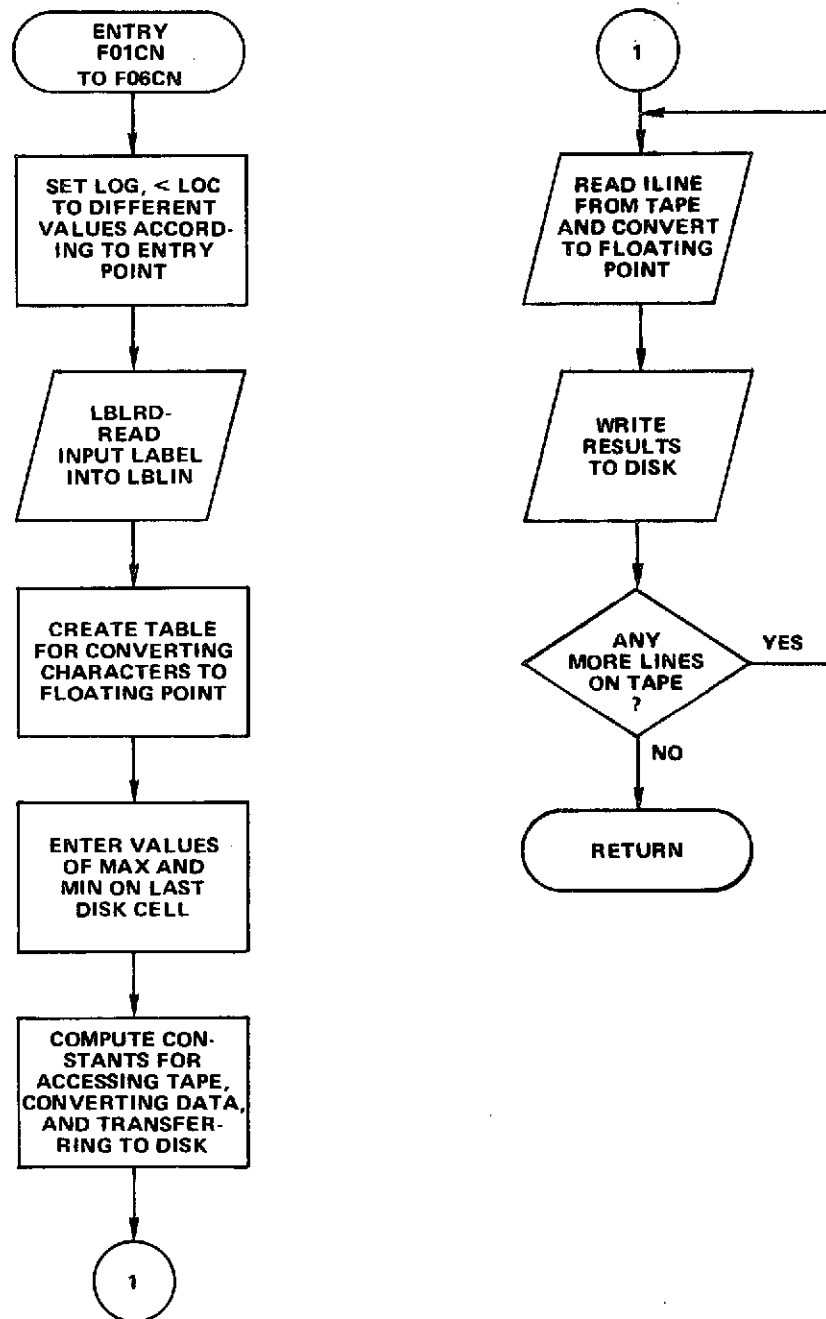 ENTRY
F01CN
TO F06CN
SET LOG, < LOC
TO DIFFERENT
VALUES ACCORD-
ING TO ENTRY
POINT
LBLRD-
READ
INPUT LABEL
INTO LBLIN
CREATE TABLE
FOR CONVERTING
CHARACTERS TO
FLOATING POINT
ENTER VALUES
OF MAX AND
MIN ON LAST
DISK CELL
COMPUTE CON-
STANTS FOR
ACCESSING TAPE,
CONVERTING DATA,
AND TRANSFER-
RING TO DISK
1
1
READ ILINE
FROM TAPE
AND CONVERT
TO FLOATING
POINT
WRITE
RESULTS
TO DISK
ANY
MORE LINES
ON TAPE
?
YES
NO
RETURN